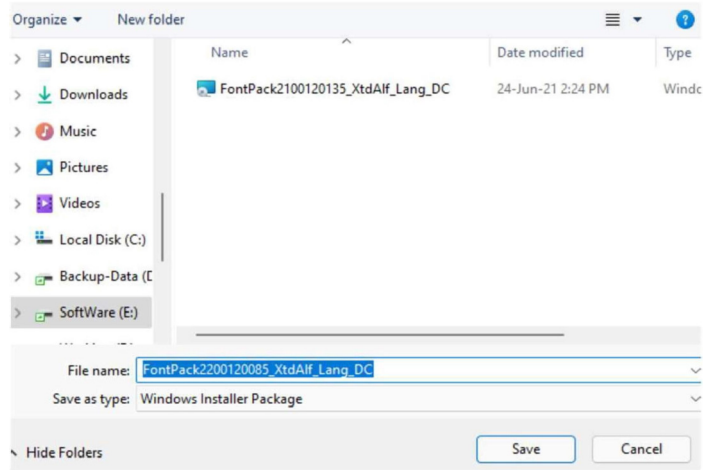 Organize New folder
Name Date modified Type
Documents
FontPack2100120135_XtdAlf_Lang_DC 24-Jun-21 2:24 PM Windc
Downloads
Music
Pictures
Videos
Local Disk (C:)
Backup-Data (D
SoftWare (E:)
File name: FontPack2200120085_XtdAlf_Lang_DC
Save as type: Windows Installer Package
Hide Folders Save Cancel